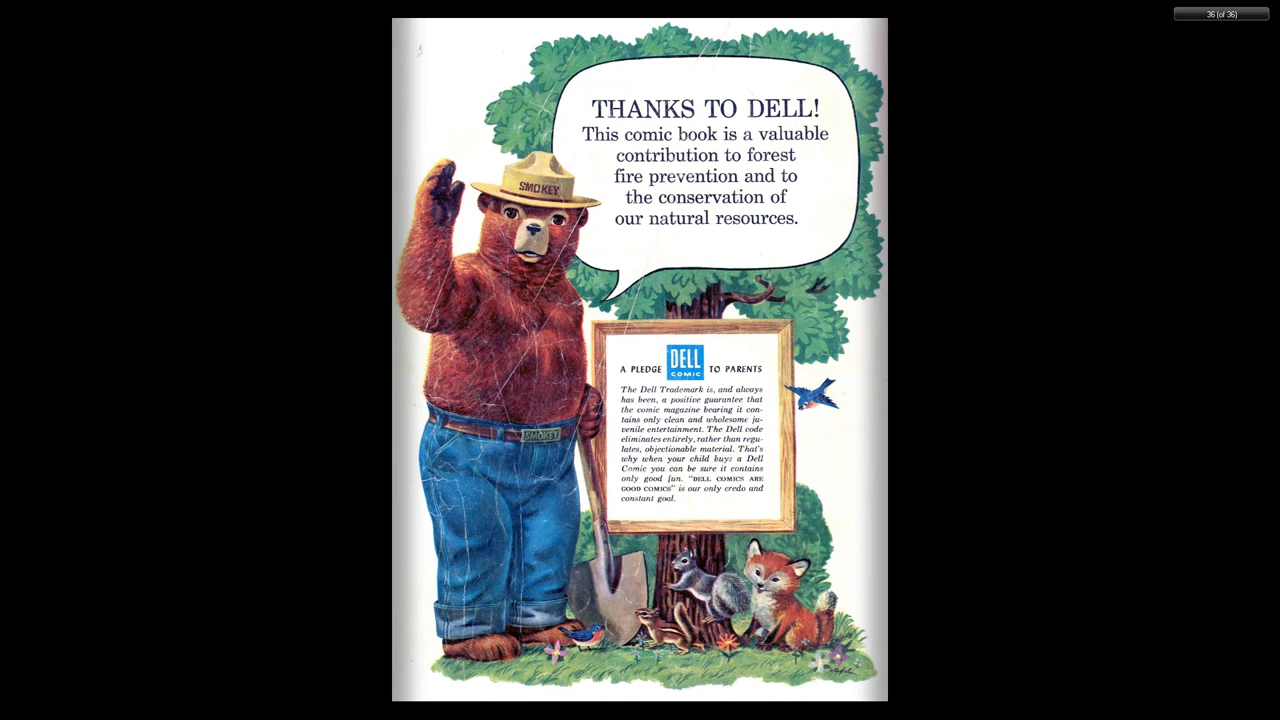 36 (of 36)
THANKS TO DELL!
This comic book is a valuable
contribution to forest
fire prevention and to
the conservation of
our natural resources.
SMOKEY
SMOKEY
A PLEDGE DELL COMIC TO PARENTS
The Dell Trademark is, and always
has been, a positive guarantee that
the comic magazine bearing it con-
tains only clean and wholesome ju-
venile entertainment. The Dell code
eliminates entirely, rather than regu-
lates, objectionable material. That's
why when your child buys a Dell
Comic you can be sure it contains
only good fun. "DELL COMICS ARE
GOOD COMICS" is our only credo and
constant goal.